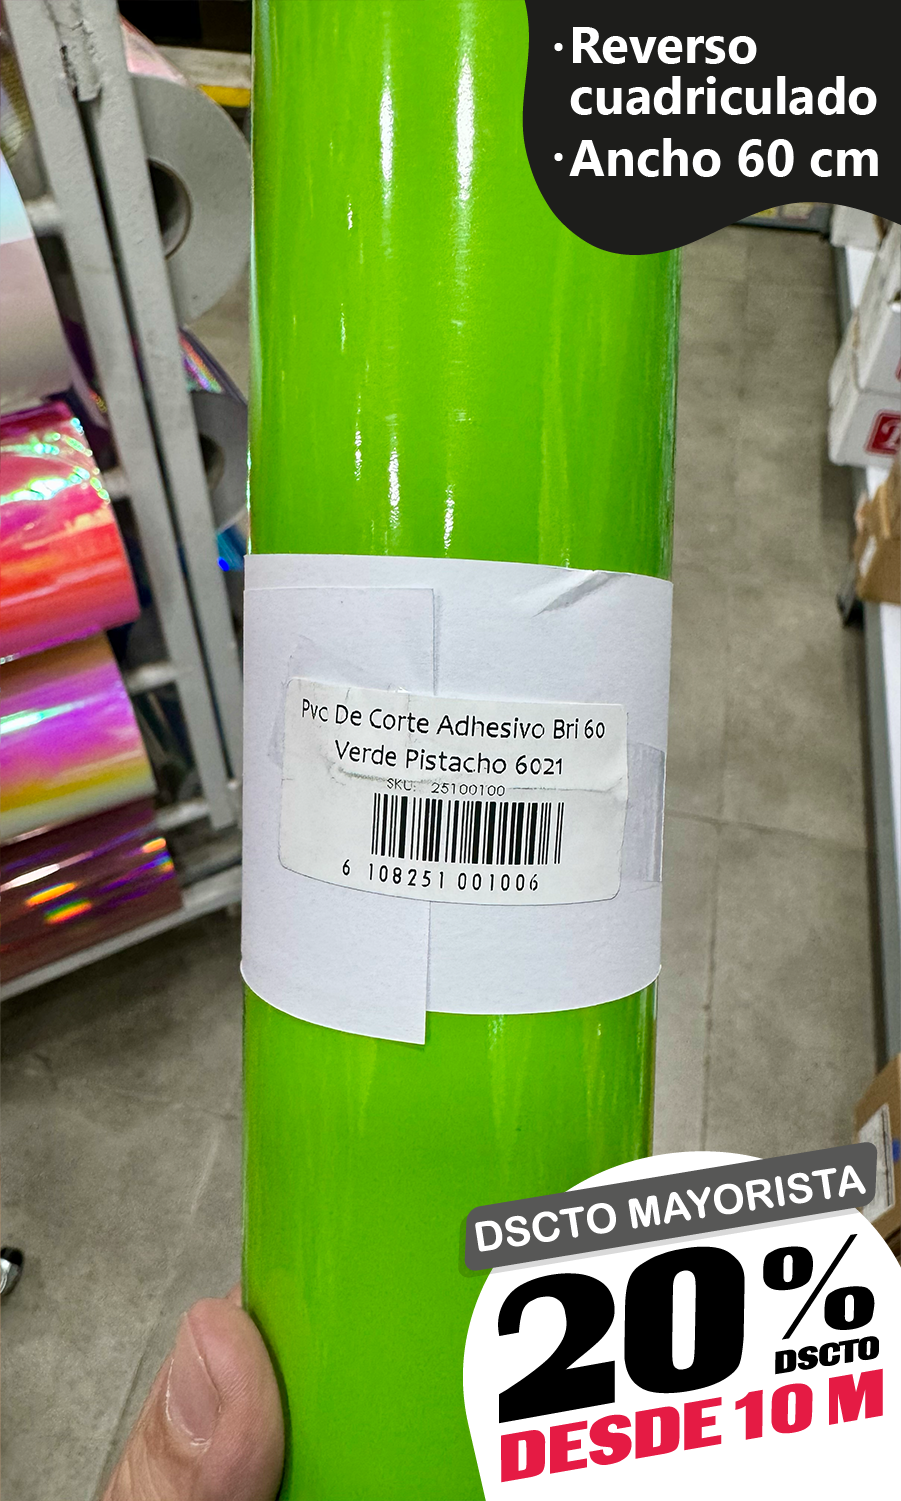 · Reverso
cuadriculado
· Ancho 60 cm
Pvc De Corte Adhesivo Bri 60
Verde Pistacho 6021
SKU: 25100100
6 108251 001006
DSCTO MAYORISTA
20%
DSCTO
DESDE 10 M